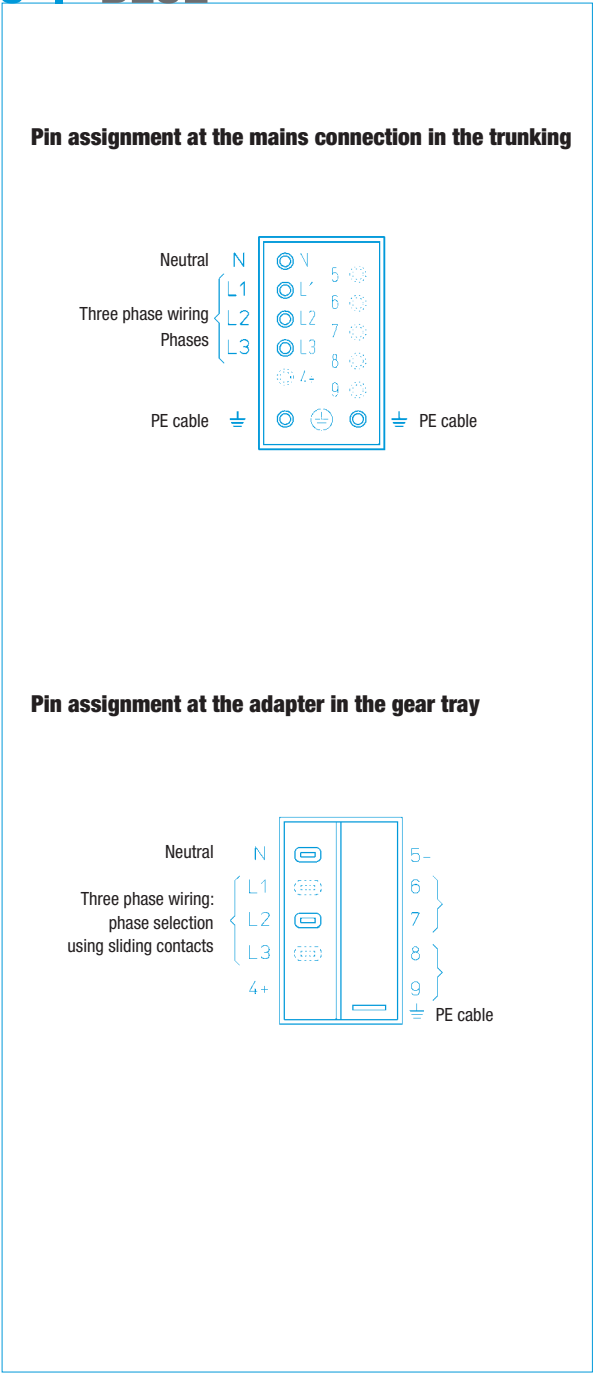 Pin assignment at the mains connection in the trunking
Neutral N N 5
L1 L1 6
Three phase wiring L2 L2 7
Phases L3 L3 8
4+ 9
PE cable PE cable
Pin assignment at the adapter in the gear tray
Neutral N 5-
Three phase wiring: L1 6
phase selection L2 7
using sliding contacts L3 8
4+ 9
PE cable